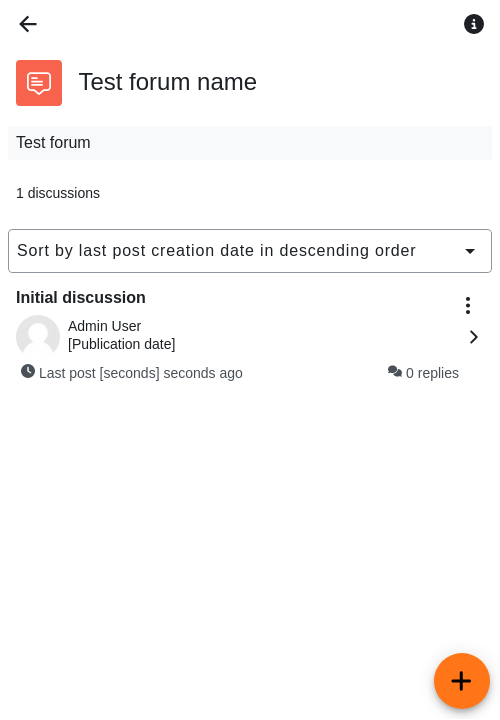 Test forum name
Test forum
1 discussions
Sort by last post creation date in descending order
Initial discussion
Admin User
[Publication date]
Last post [seconds] seconds ago
0 replies